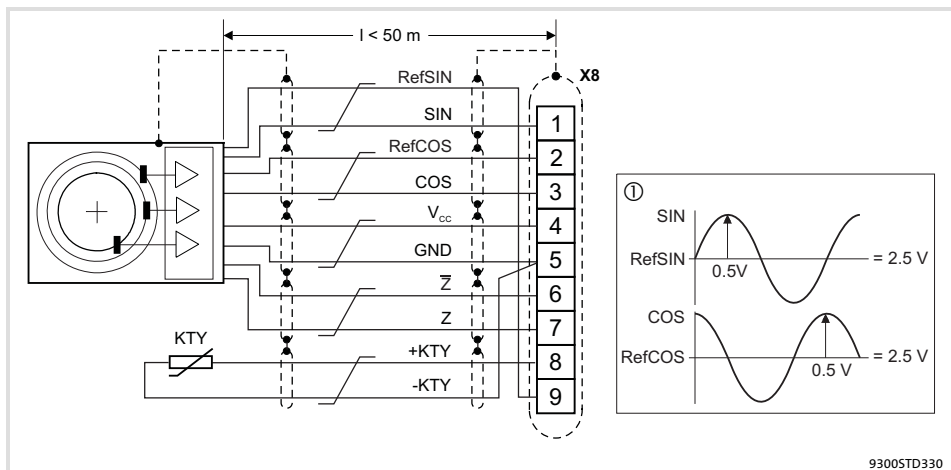 l < 50 m
X8
RefSIN
SIN
RefCOS
COS
Vcc
GND
Z̅
Z
KTY
+KTY
-KTY
1
2
3
4
5
6
7
8
9
①
SIN
RefSIN
0.5V
= 2.5 V
COS
RefCOS
0.5 V
= 2.5 V
9300STD330